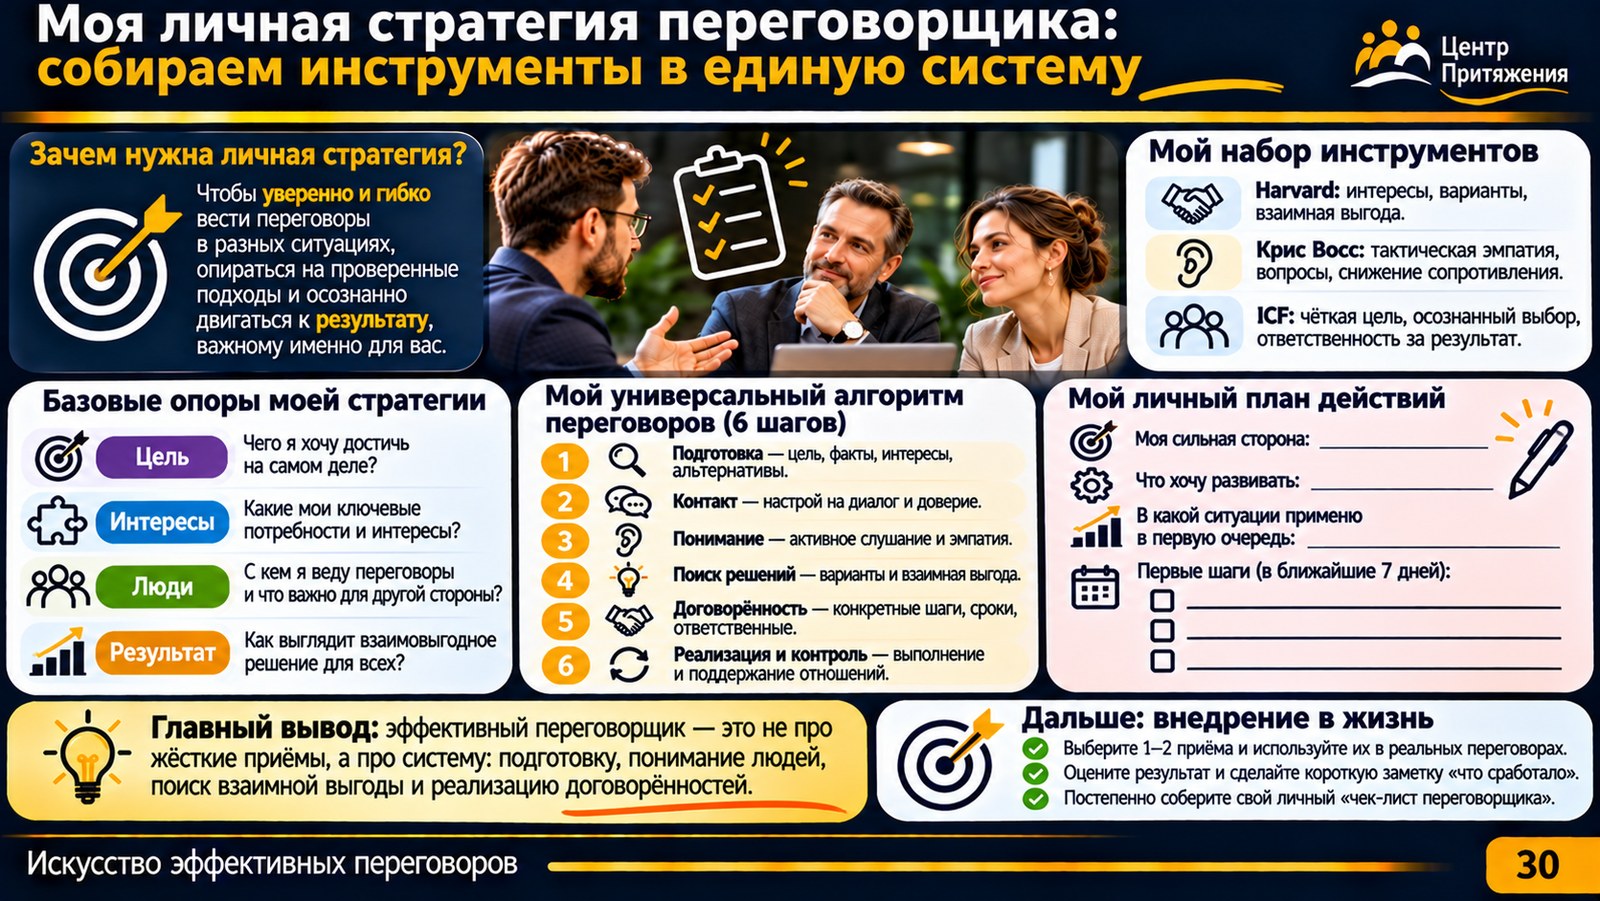 Моя личная стратегия переговорщика:
собираем инструменты в единую систему
Центр
Притяжения
Зачем нужна личная стратегия?
Чтобы уверенно и гибко
вести переговоры
в разных ситуациях,
опираться на проверенные
подходы и осознанно
двигаться к результату,
важному именно для вас.
Мой набор инструментов
Harvard: интересы, варианты,
взаимная выгода.
Крис Восс: тактическая эмпатия,
вопросы, снижение сопротивления.
ICF: чёткая цель, осознанный выбор,
ответственность за результат.
Базовые опоры моей стратегии
Цель
Чего я хочу достичь
на самом деле?
Интересы
Какие мои ключевые
потребности и интересы?
Люди
С кем я веду переговоры
и что важно для другой стороны?
Результат
Как выглядит взаимовыгодное
решение для всех?
Мой универсальный алгоритм
переговоров (6 шагов)
1
Подготовка — цель, факты, интересы,
альтернативы.
2
Контакт — настрой на диалог и доверие.
3
Понимание — активное слушание и эмпатия.
4
Поиск решений — варианты и взаимная выгода.
5
Договорённость — конкретные шаги, сроки,
ответственные.
6
Реализация и контроль — выполнение
и поддержание отношений.
Мой личный план действий
Моя сильная сторона:
Что хочу развивать:
В какой ситуации применю
в первую очередь:
Первые шаги (в ближайшие 7 дней):
Главный вывод: эффективный переговорщик — это не про
жёсткие приёмы, а про систему: подготовку, понимание людей,
поиск взаимной выгоды и реализацию договорённостей.
Дальше: внедрение в жизнь
Выберите 1–2 приёма и используйте их в реальных переговорах.
Оцените результат и сделайте короткую заметку «что сработало».
Постепенно соберите свой личный «чек-лист переговорщика».
Искусство эффективных переговоров
30